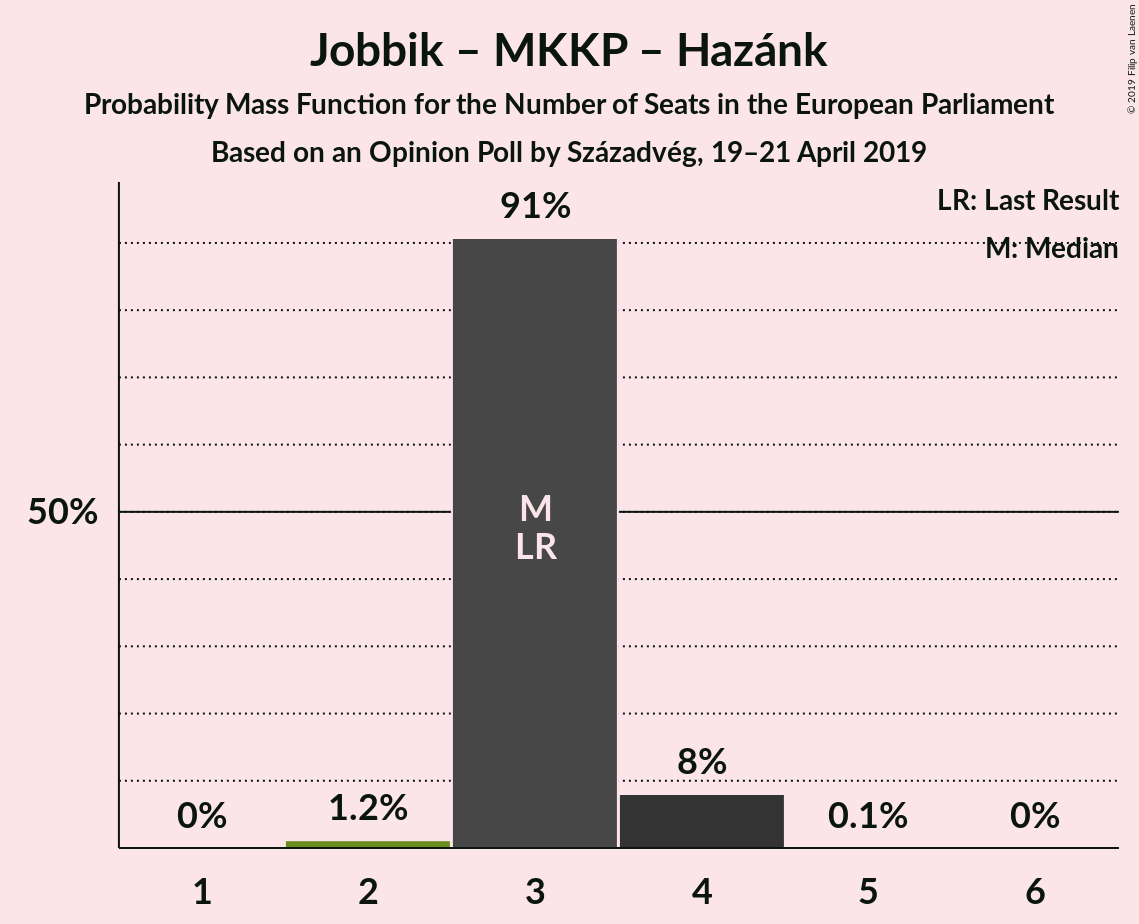 Jobbik – MKKP – Hazánk
Probability Mass Function for the Number of Seats in the European Parliament
Based on an Opinion Poll by Századvég, 19–21 April 2019
© 2019 Filip van Laenen
LR: Last Result
M: Median
91%
50%
M
LR
8%
0%
1.2%
0.1%
0%
1
2
3
4
5
6